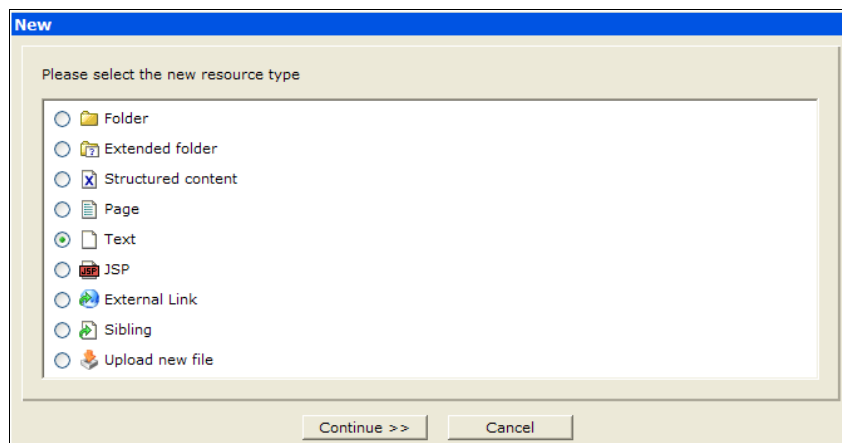 New
Please select the new resource type
Folder
Extended folder
Structured content
Page
Text
JSP
JSP
External Link
Sibling
Upload new file
Continue >>
Cancel